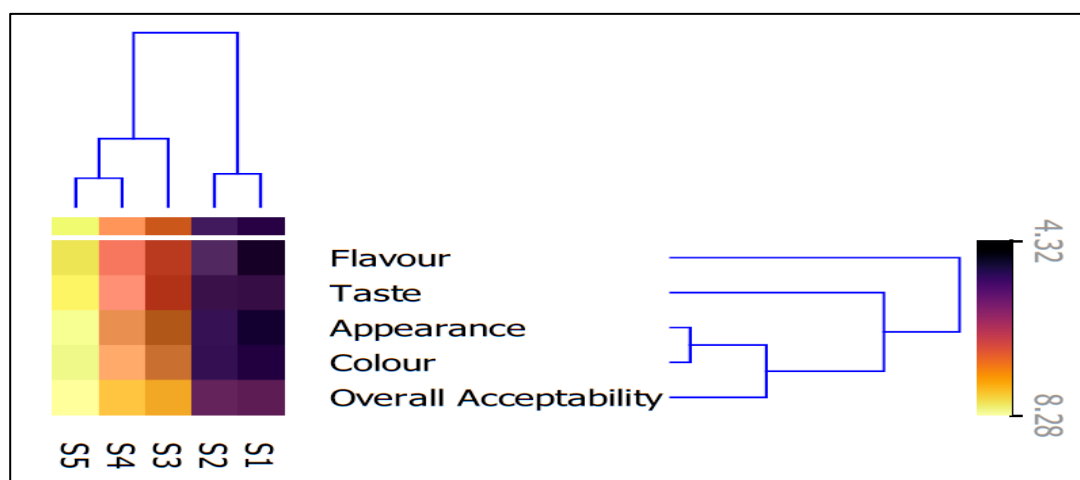 Flavour
Taste
Appearance
Colour
Overall Acceptability
S5 S4 S3 S2 S1
4.32
8.28